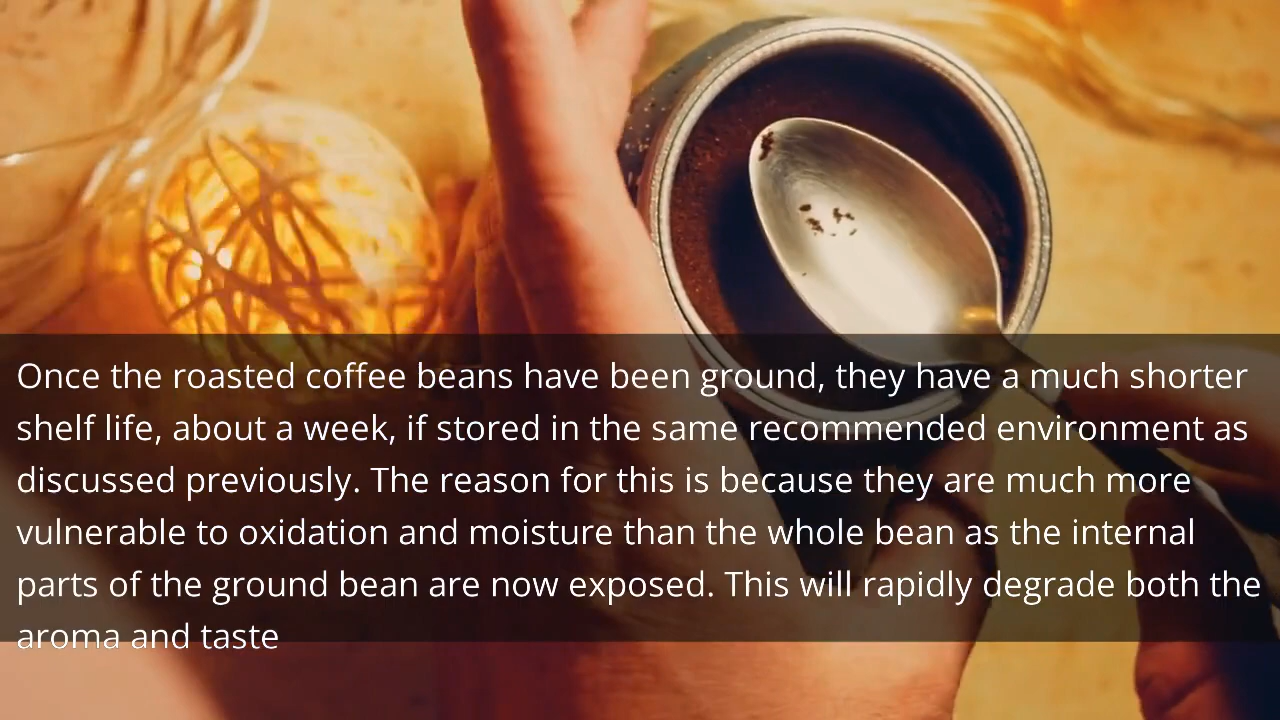 Once the roasted coffee beans have been ground, they have a much shorter
shelf life, about a week, if stored in the same recommended environment as
discussed previously. The reason for this is because they are much more
vulnerable to oxidation and moisture than the whole bean as the internal
parts of the ground bean are now exposed. This will rapidly degrade both the
aroma and taste